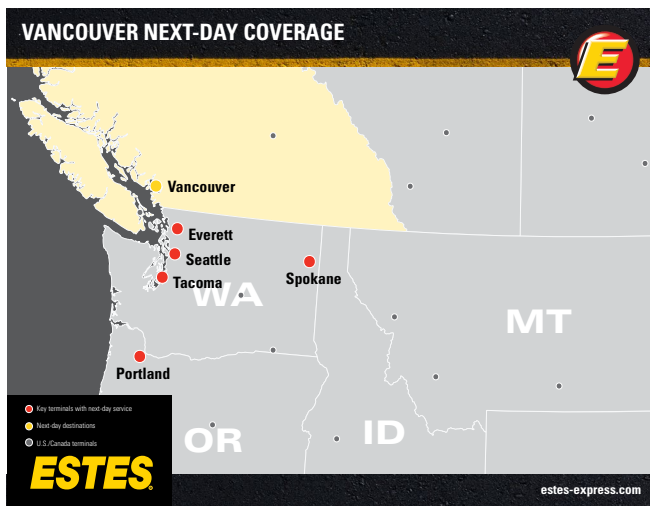 VANCOUVER NEXT-DAY COVERAGE
E
Vancouver
Everett
Seattle
Tacoma
Spokane
WA
MT
Portland
OR
ID
Key terminals with next-day service
Next-day destinations
U.S./Canada terminals
ESTES
estes-express.com